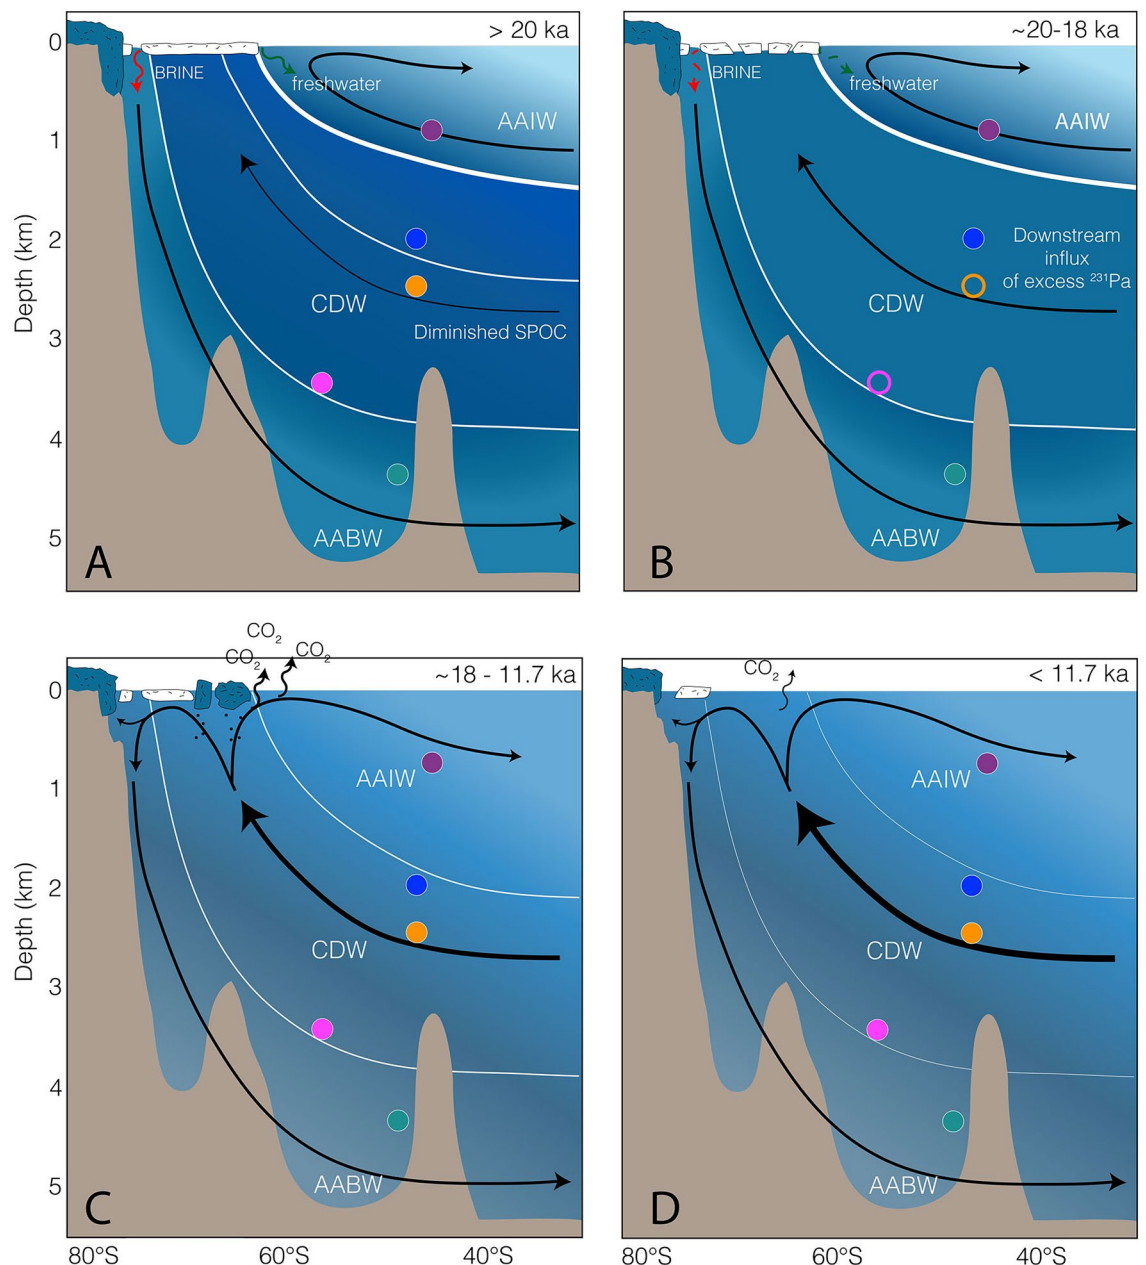 > 20 ka
0
BRINE
freshwater
AAIW
1
2
CDW
Diminished SPOC
3
4
5
AABW
A
Depth (km)
~20-18 ka
BRINE
freshwater
AAIW
Downstream
influx
of excess ²³¹Pa
CDW
AABW
B
CO₂
CO₂
CO₂
~18 - 11.7 ka
0
AAIW
1
2
CDW
3
4
5
AABW
C
Depth (km)
80°S
60°S
40°S
CO₂
< 11.7 ka
AAIW
CDW
AABW
D
80°S
60°S
40°S